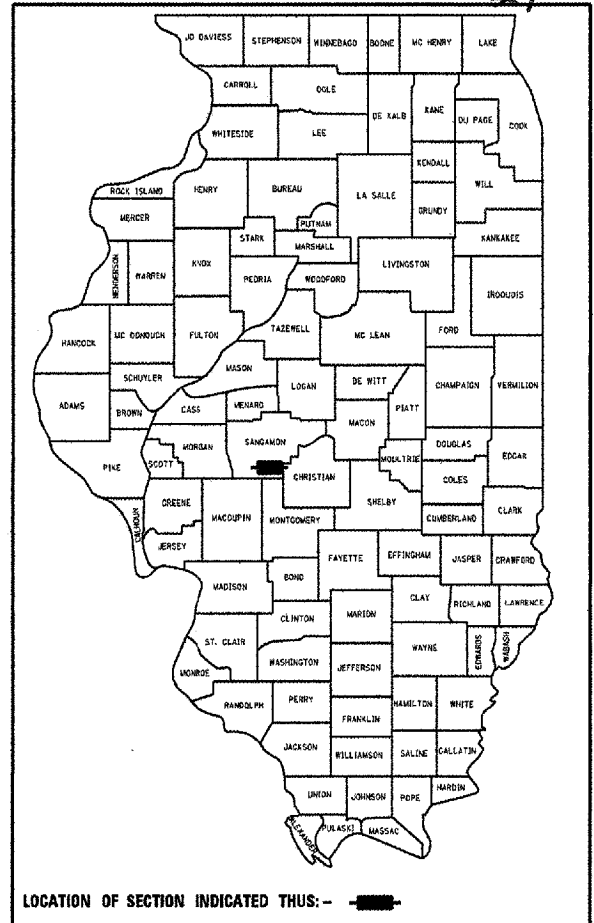 JO DAVIESS STEPHENSON WINNEBAGO BOONE MC HENRY LAKE
CARROLL OGLE DE KALB KANE DU PAGE COOK
WHITESIDE LEE KENDALL WILL
ROCK ISLAND HENRY BUREAU LA SALLE GRUNDY
MERCER PUTNAM KANKAKEE
STARK MARSHALL
HENDERSON WARREN KNOX PEORIA WOODFORD LIVINGSTON IROQUOIS
HANCOCK MC DONOUGH FULTON TAZEWELL MC LEAN FORD
SCHUYLER MASON LOGAN DE WITT CHAMPAIGN VERMILION
ADAMS BROWN CASS MENARD MACON PIATT
PIKE SCOTT MORGAN SANGAMON CHRISTIAN MOULTRIE DOUGLAS EDGAR
COLES
CALHOUN GREENE MACOUPIN MONTGOMERY SHELBY CUMBERLAND CLARK
JERSEY FAYETTE EFFINGHAM JASPER CRAWFORD
MADISON BOND
CLINTON MARION CLAY RICHLAND LAWRENCE
ST. CLAIR WASHINGTON JEFFERSON WAYNE EDWARDS WABASH
MONROE
RANDOLPH PERRY FRANKLIN HAMILTON WHITE
JACKSON WILLIAMSON SALINE GALLATIN
UNION JOHNSON POPE HARDIN
ALEXANDER PULASKI MASSAC
LOCATION OF SECTION INDICATED THUS:-